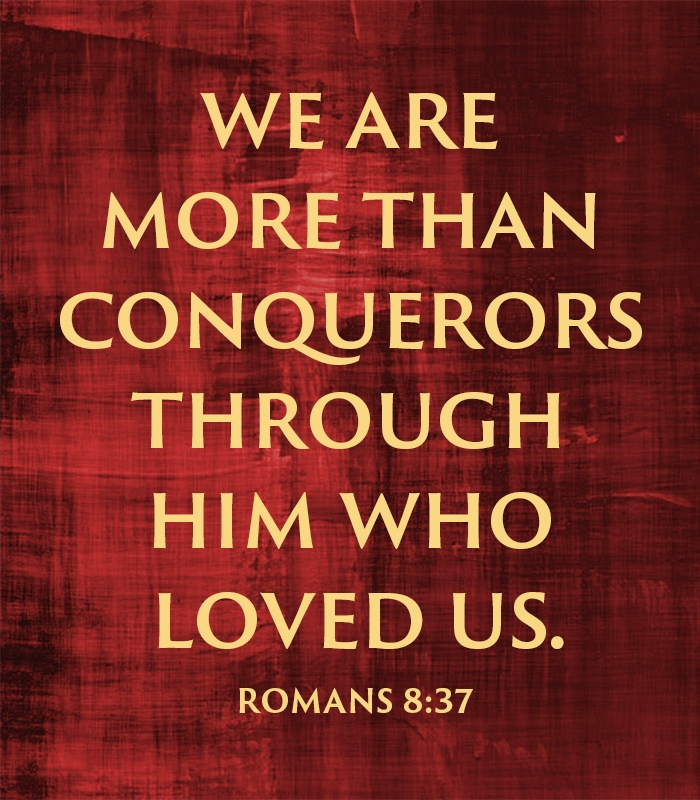 WE ARE
MORE THAN
CONQUERORS
THROUGH
HIM WHO
LOVED US.
ROMANS 8:37